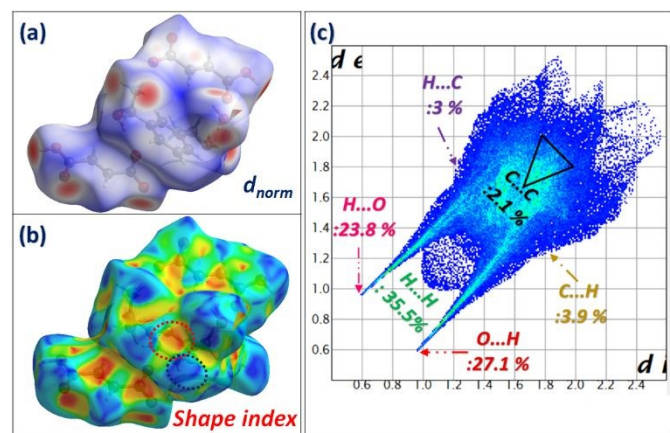 (a)
d norm
(b)
Shape index
(c)
d e
2.4
2.2
2.0
1.8
1.6
1.4
1.2
1.0
0.8
0.6
H...C
:3 %
C...C
:2.1 %
H...O
:23.8 %
H...H
: 35.5%
C...H
:3.9 %
O...H
:27.1 %
0.6 0.8 1.0 1.2 1.4 1.6 1.8 2.0 2.2 2.4
d i